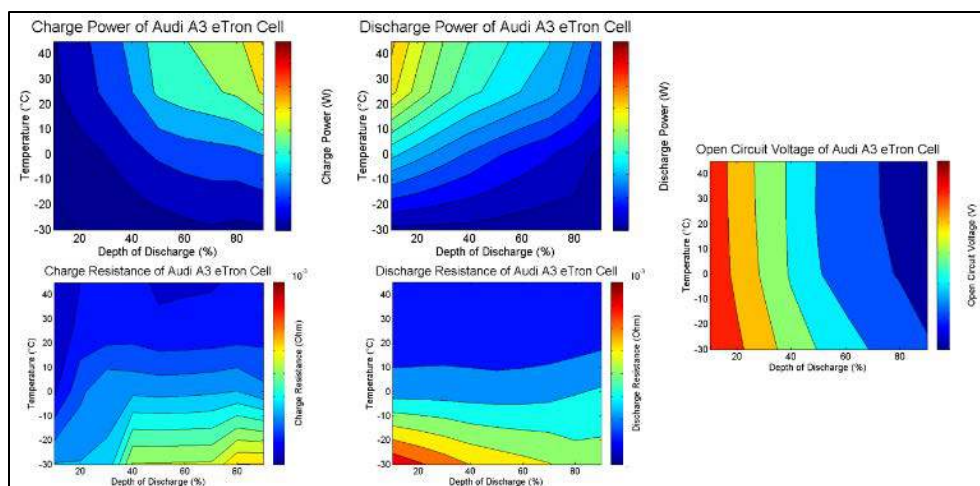 Charge Power of Audi A3 eTron Cell
40
30
20
10
0
-10
-20
-30
Temperature (°C)
20 40 60 80
Depth of Discharge (%)
Charge Power (W)
Discharge Power of Audi A3 eTron Cell
40
30
20
10
0
-10
-20
-30
Temperature (°C)
20 40 60 80
Depth of Discharge (%)
Discharge Power (W)
Open Circuit Voltage of Audi A3 eTron Cell
40
30
20
10
0
-10
-20
-30
Temperature (°C)
20 40 60 80
Depth of Discharge (%)
Open Circuit Voltage (V)
Charge Resistance of Audi A3 eTron Cell
10-3
40
30
20
10
0
-10
-20
-30
Temperature (°C)
20 40 60 80
Depth of Discharge (%)
Charge Resistance (Ohm)
Discharge Resistance of Audi A3 eTron Cell
10-3
40
30
20
10
0
-10
-20
-30
Temperature (°C)
20 40 60 80
Depth of Discharge (%)
Discharge Resistance (Ohm)